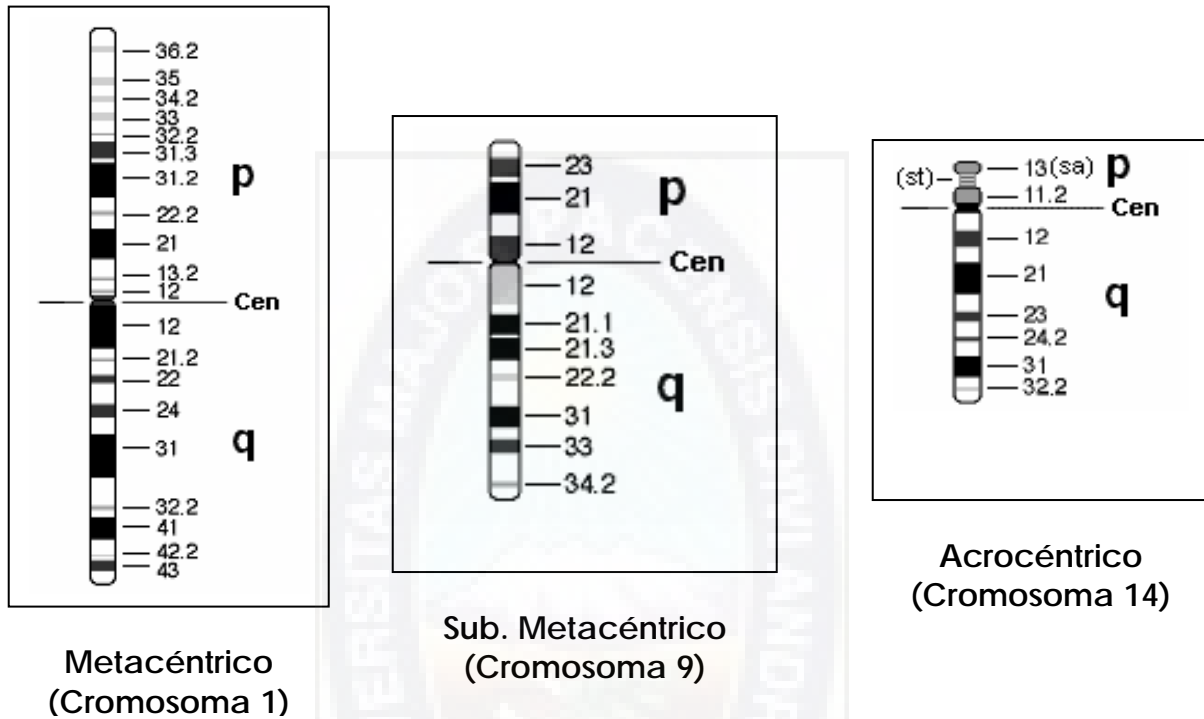 36.2
35
34.2
33
32.2
31.3
31.2
p
22.2
21
13.2
12
Cen
12
21.2
22
24
31
q
32.2
41
42.2
43
Metacéntrico
(Cromosoma 1)
23
21
p
12
Cen
12
21.1
21.3
22.2
q
31
33
34.2
Sub. Metacéntrico
(Cromosoma 9)
(st)
13(sa) p
11.2
Cen
12
21
q
23
24.2
31
32.2
Acrocéntrico
(Cromosoma 14)